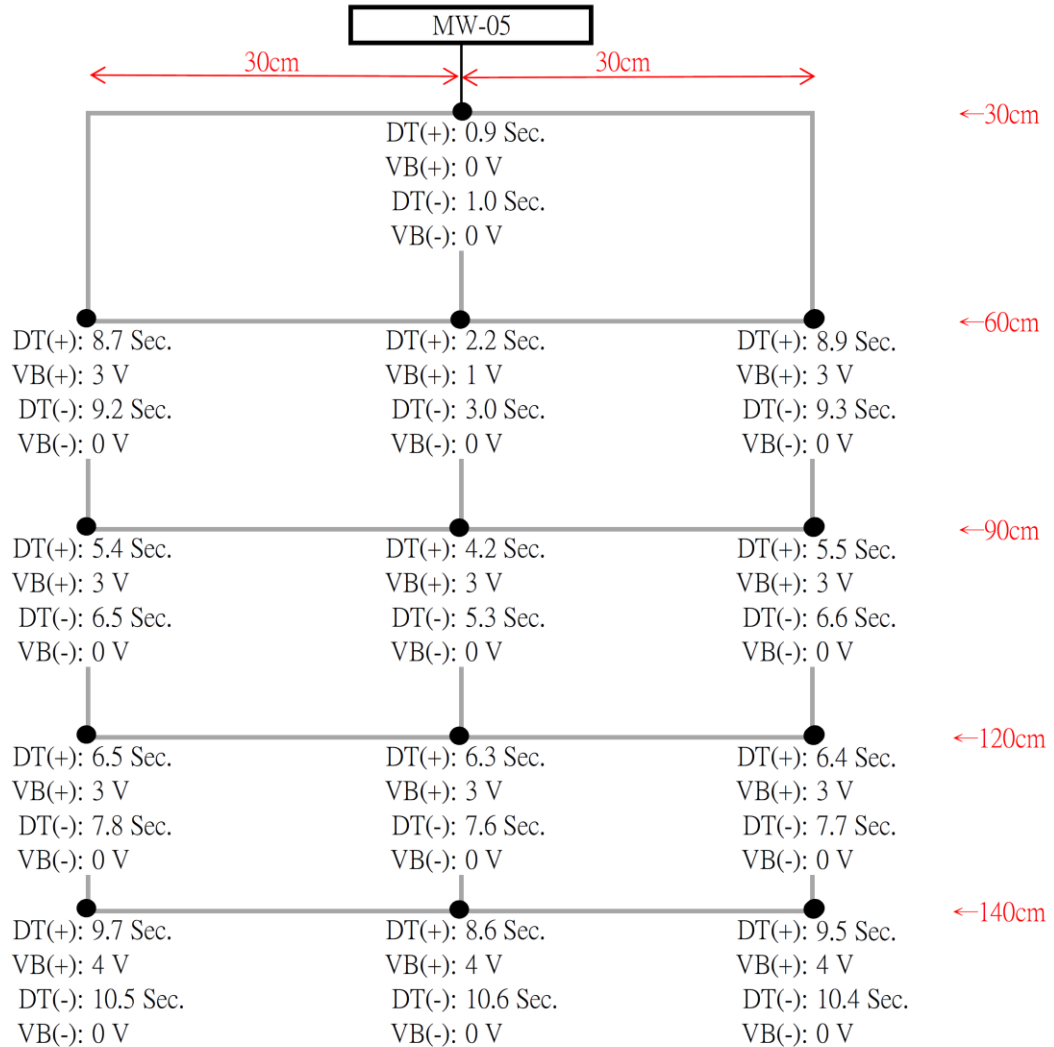 MW-05
30cm 30cm
←30cm
DT(+): 0.9 Sec.
VB(+): 0 V
DT(-): 1.0 Sec.
VB(-): 0 V
←60cm
DT(+): 8.7 Sec. DT(+): 2.2 Sec. DT(+): 8.9 Sec.
VB(+): 3 V VB(+): 1 V VB(+): 3 V
DT(-): 9.2 Sec. DT(-): 3.0 Sec. DT(-): 9.3 Sec.
VB(-): 0 V VB(-): 0 V VB(-): 0 V
←90cm
DT(+): 5.4 Sec. DT(+): 4.2 Sec. DT(+): 5.5 Sec.
VB(+): 3 V VB(+): 3 V VB(+): 3 V
DT(-): 6.5 Sec. DT(-): 5.3 Sec. DT(-): 6.6 Sec.
VB(-): 0 V VB(-): 0 V VB(-): 0 V
←120cm
DT(+): 6.5 Sec. DT(+): 6.3 Sec. DT(+): 6.4 Sec.
VB(+): 3 V VB(+): 3 V VB(+): 3 V
DT(-): 7.8 Sec. DT(-): 7.6 Sec. DT(-): 7.7 Sec.
VB(-): 0 V VB(-): 0 V VB(-): 0 V
←140cm
DT(+): 9.7 Sec. DT(+): 8.6 Sec. DT(+): 9.5 Sec.
VB(+): 4 V VB(+): 4 V VB(+): 4 V
DT(-): 10.5 Sec. DT(-): 10.6 Sec. DT(-): 10.4 Sec.
VB(-): 0 V VB(-): 0 V VB(-): 0 V